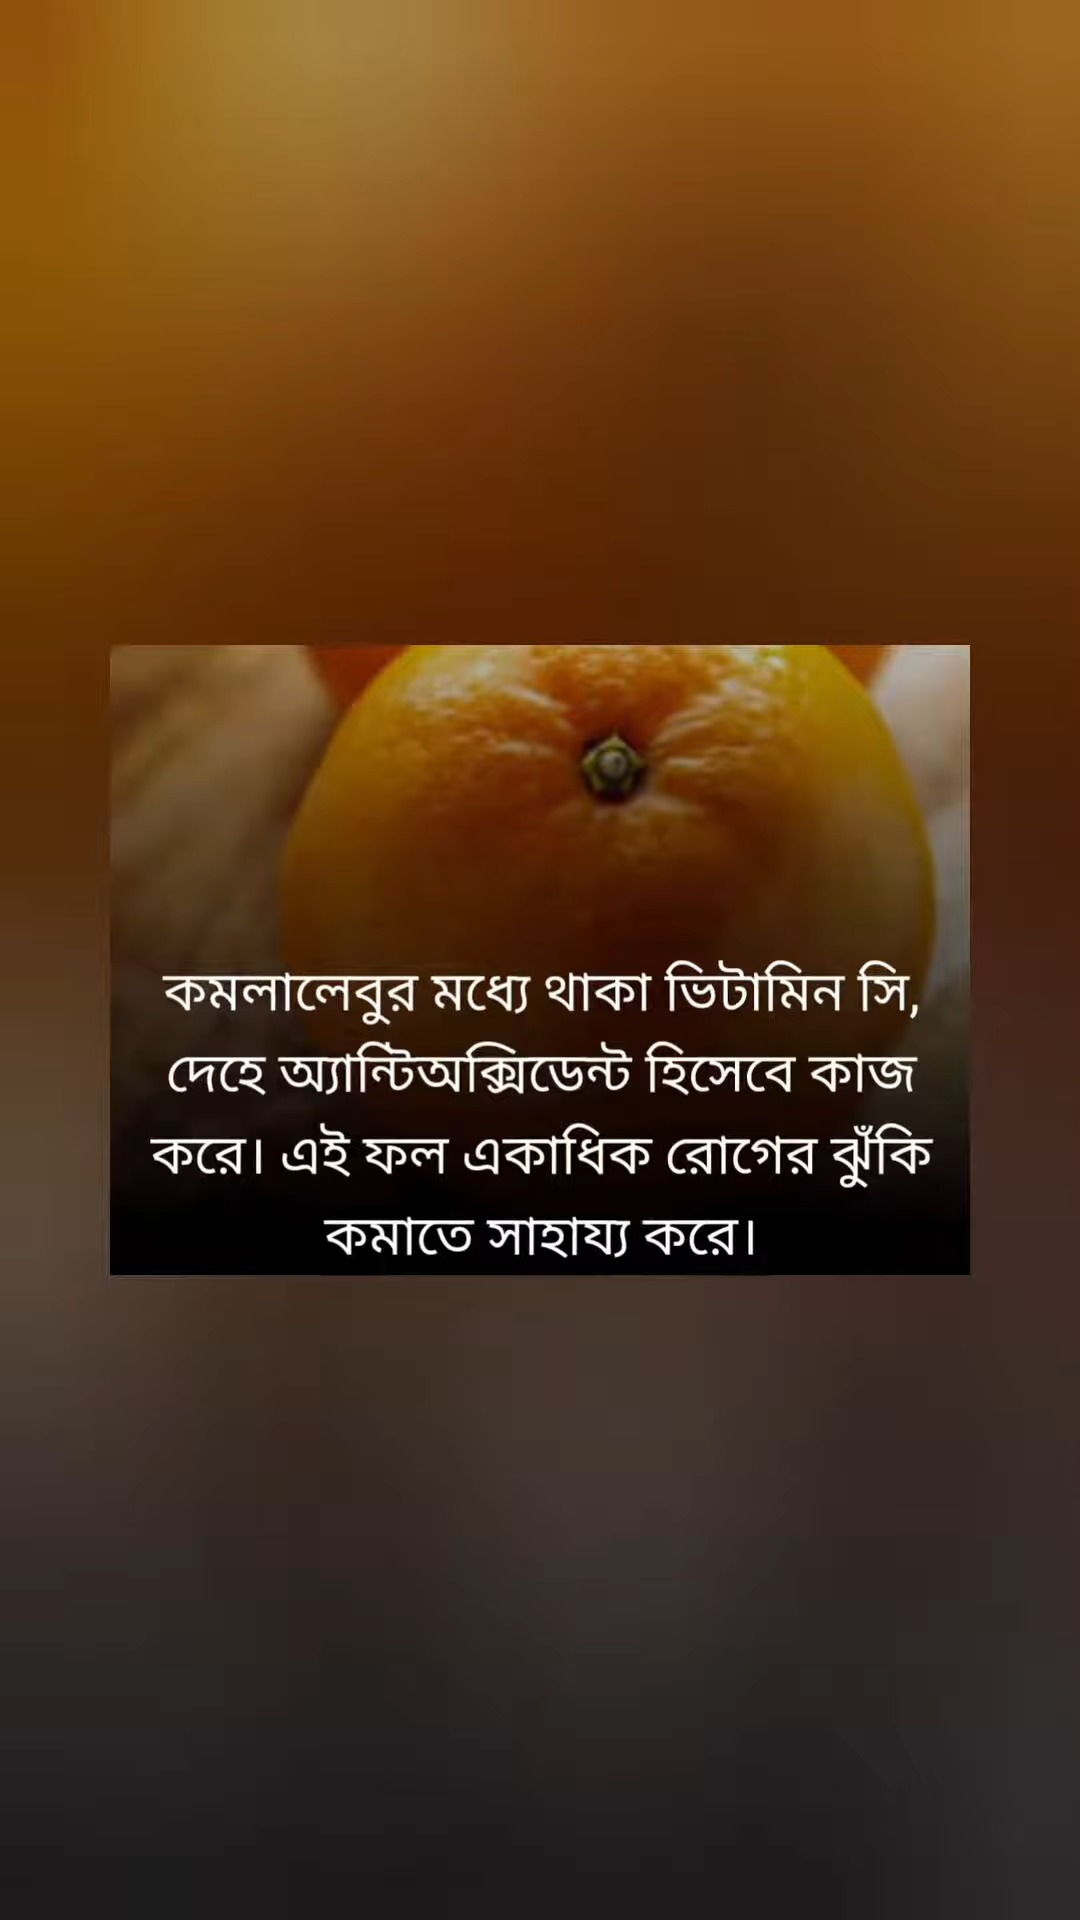 কমলালেবুর মধ্যে থাকা ভিটামিন সি,
দেহে অ্যান্টিঅক্সিডেন্ট হিসেবে কাজ
করে। এই ফল একাধিক রোগের ঝুঁকি
কমাতে সাহায্য করে।